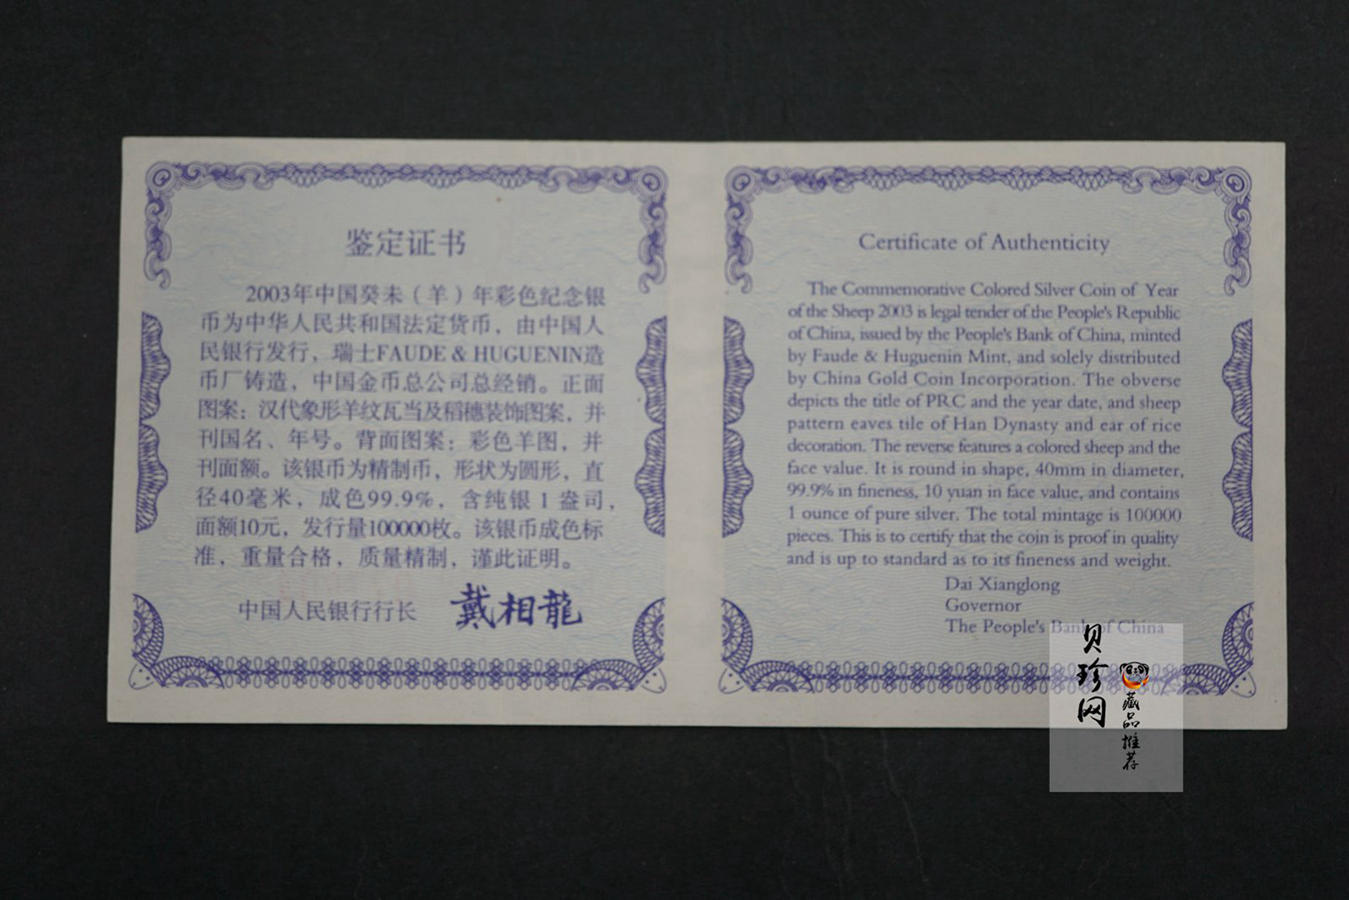 鉴定证书
2003年中国癸未（羊）年彩色纪念银
币为中华人民共和国法定货币，由中国人
民银行发行，瑞士FAUDE & HUGUENIN造
币厂铸造，中国金币总公司总经销。正面
图案：汉代象形羊纹瓦当及稻穗装饰图案，并
刊国名、年号。背面图案：彩色羊图，并
刊面额。该银币为精制币，形状为圆形，直
径40毫米，成色99.9%，含纯银1盎司，
面额10元，发行量100000枚。该银币成色标
准，重量合格，质量精制，谨此证明。
中国人民银行行长 戴相龍
Certificate of Authenticity
The Commemorative Colored Silver Coin of Year
of the Sheep 2003 is legal tender of the People's Republic
of China, issued by the People's Bank of China, minted
by Faude & Huguenin Mint, and solely distributed
by China Gold Coin Incorporation. The obverse
depicts the title of PRC and the year date, and sheep
pattern eaves tile of Han Dynasty and ear of rice
decoration. The reverse features a colored sheep and the
face value. It is round in shape, 40mm in diameter,
99.9% in fineness, 10 yuan in face value, and contains
1 ounce of pure silver. The total mintage is 100000
pieces. This is to certify that the coin is proof in quality
and is up to standard as to its fineness and weight.
Dai Xianglong
Governor
The People's Bank of China
贝珍网
藏品推荐